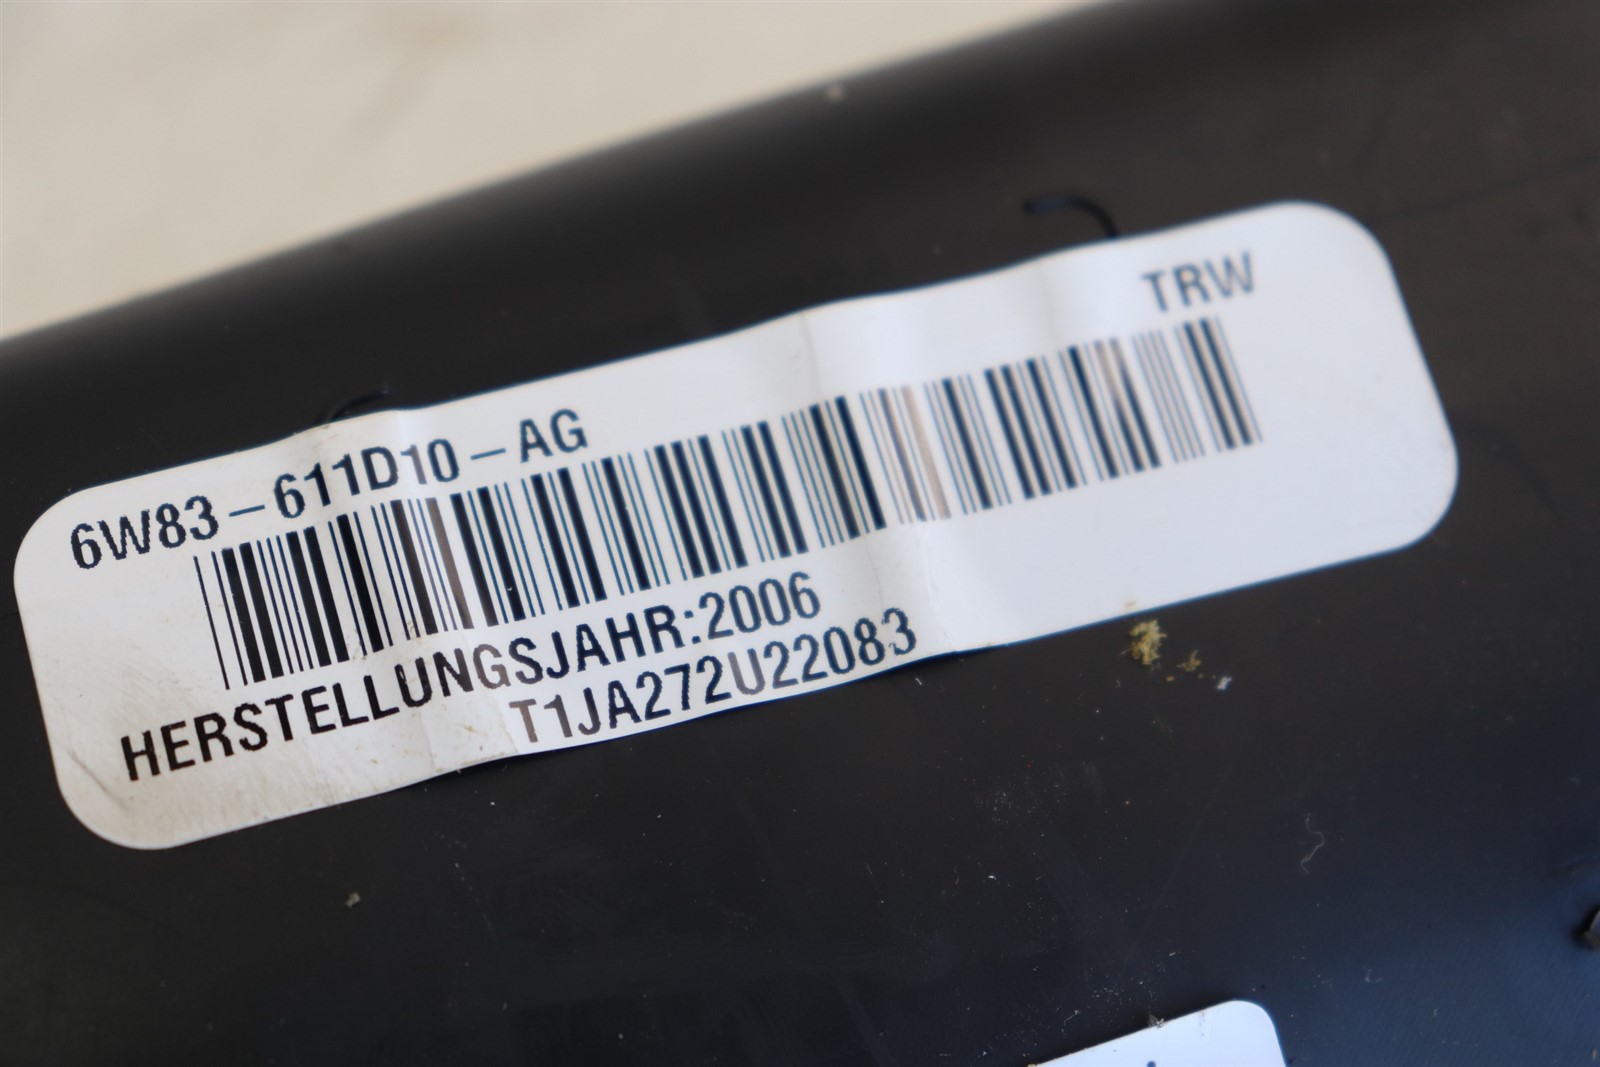 TRW
6W83-611D10-AG
HERSTELLUNGSJAHR:2006
T1JA272U22083